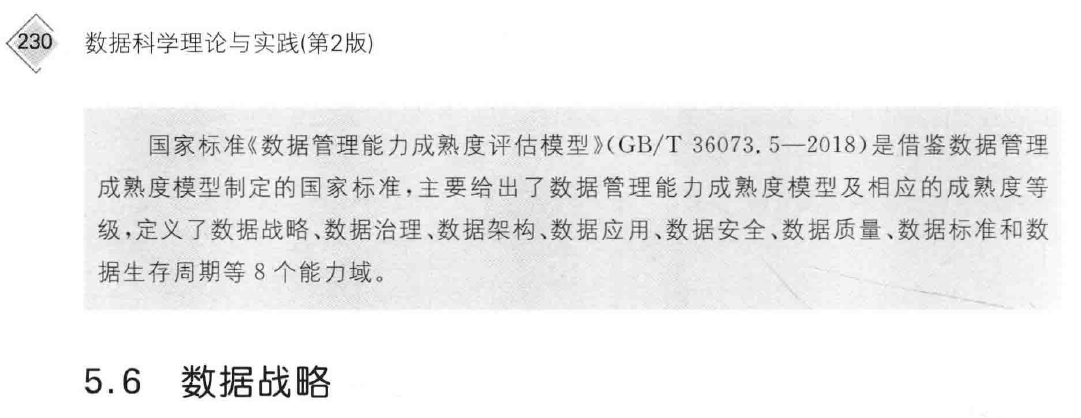 230
数据科学理论与实践(第2版)
国家标准《数据管理能力成熟度评估模型》(GB/T 36073.5—2018)是借鉴数据管理
成熟度模型制定的国家标准,主要给出了数据管理能力成熟度模型及相应的成熟度等
级,定义了数据战略、数据治理、数据架构、数据应用、数据安全、数据质量、数据标准和数
据生存周期等 8 个能力域。
5.6 数据战略